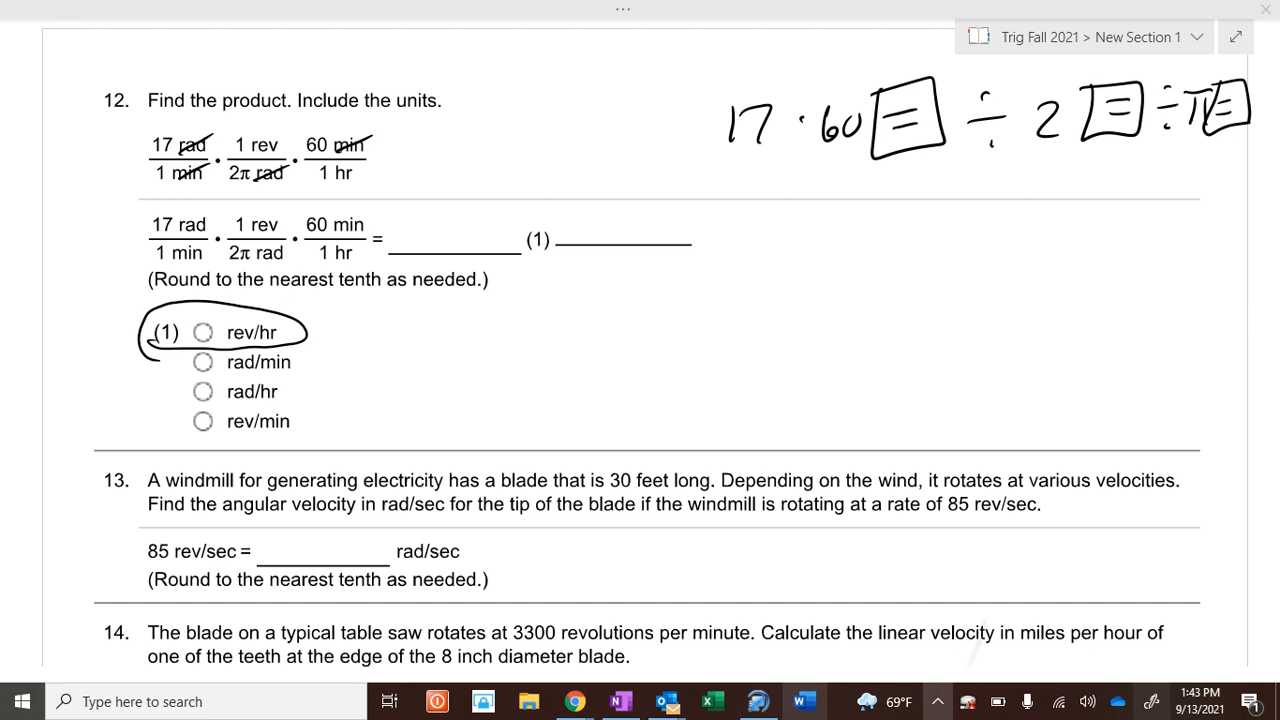 Trig Fall 2021 > New Section 1
12. Find the product. Include the units.
17 · 60 = ÷ 2 = ÷ π =
17 rad 1 rev 60 min
· ·
1 min 2π rad 1 hr
17 rad 1 rev 60 min
· · = ____________ (1) ____________
1 min 2π rad 1 hr
(Round to the nearest tenth as needed.)
(1) ○ rev/hr
○ rad/min
○ rad/hr
○ rev/min
13. A windmill for generating electricity has a blade that is 30 feet long. Depending on the wind, it rotates at various velocities.
Find the angular velocity in rad/sec for the tip of the blade if the windmill is rotating at a rate of 85 rev/sec.
85 rev/sec = ____________ rad/sec
(Round to the nearest tenth as needed.)
14. The blade on a typical table saw rotates at 3300 revolutions per minute. Calculate the linear velocity in miles per hour of
one of the teeth at the edge of the 8 inch diameter blade.
Type here to search
69°F
1:43 PM
9/13/2021